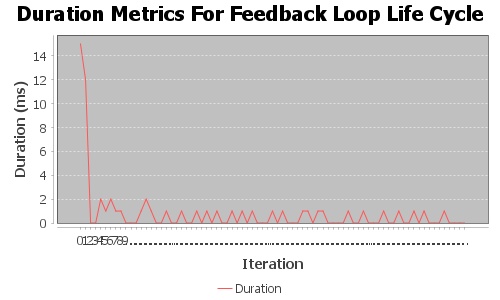 Duration Metrics For Feedback Loop Life Cycle
14
12
10
8
6
4
2
0
Duration (ms)
0123456789
Iteration
Duration